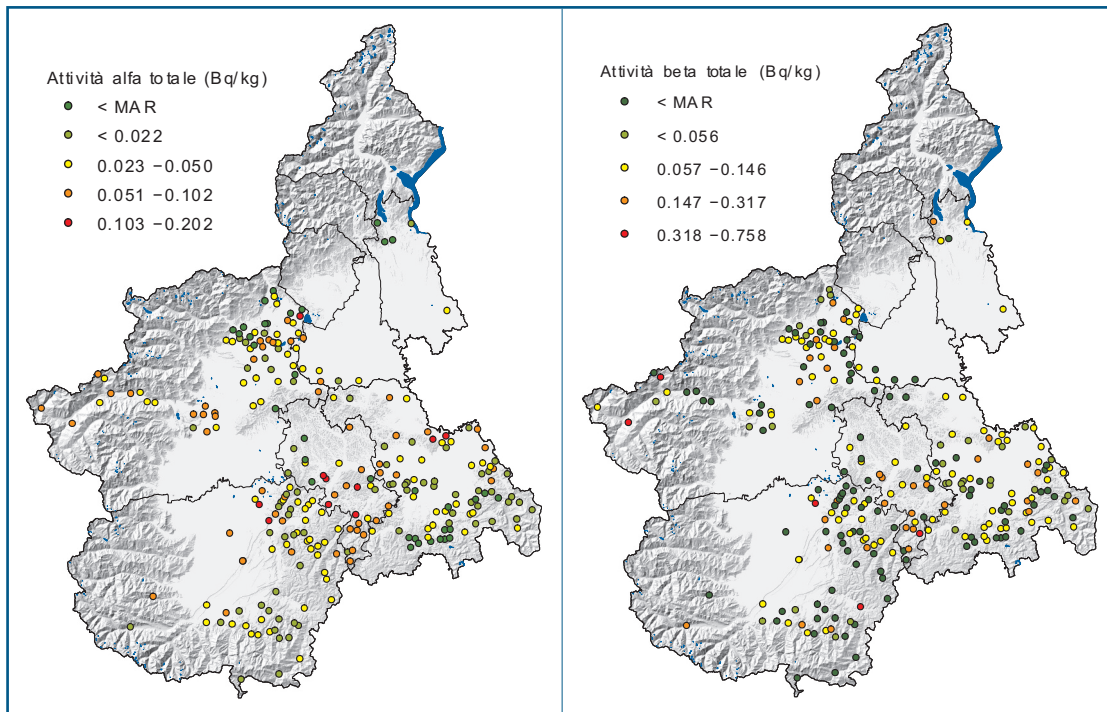 Attività alfa totale (Bq/kg)
< MAR
< 0.022
0.023 –0.050
0.051 –0.102
0.103 –0.202
Attività beta totale (Bq/kg)
< MAR
< 0.056
0.057 –0.146
0.147 –0.317
0.318 –0.758